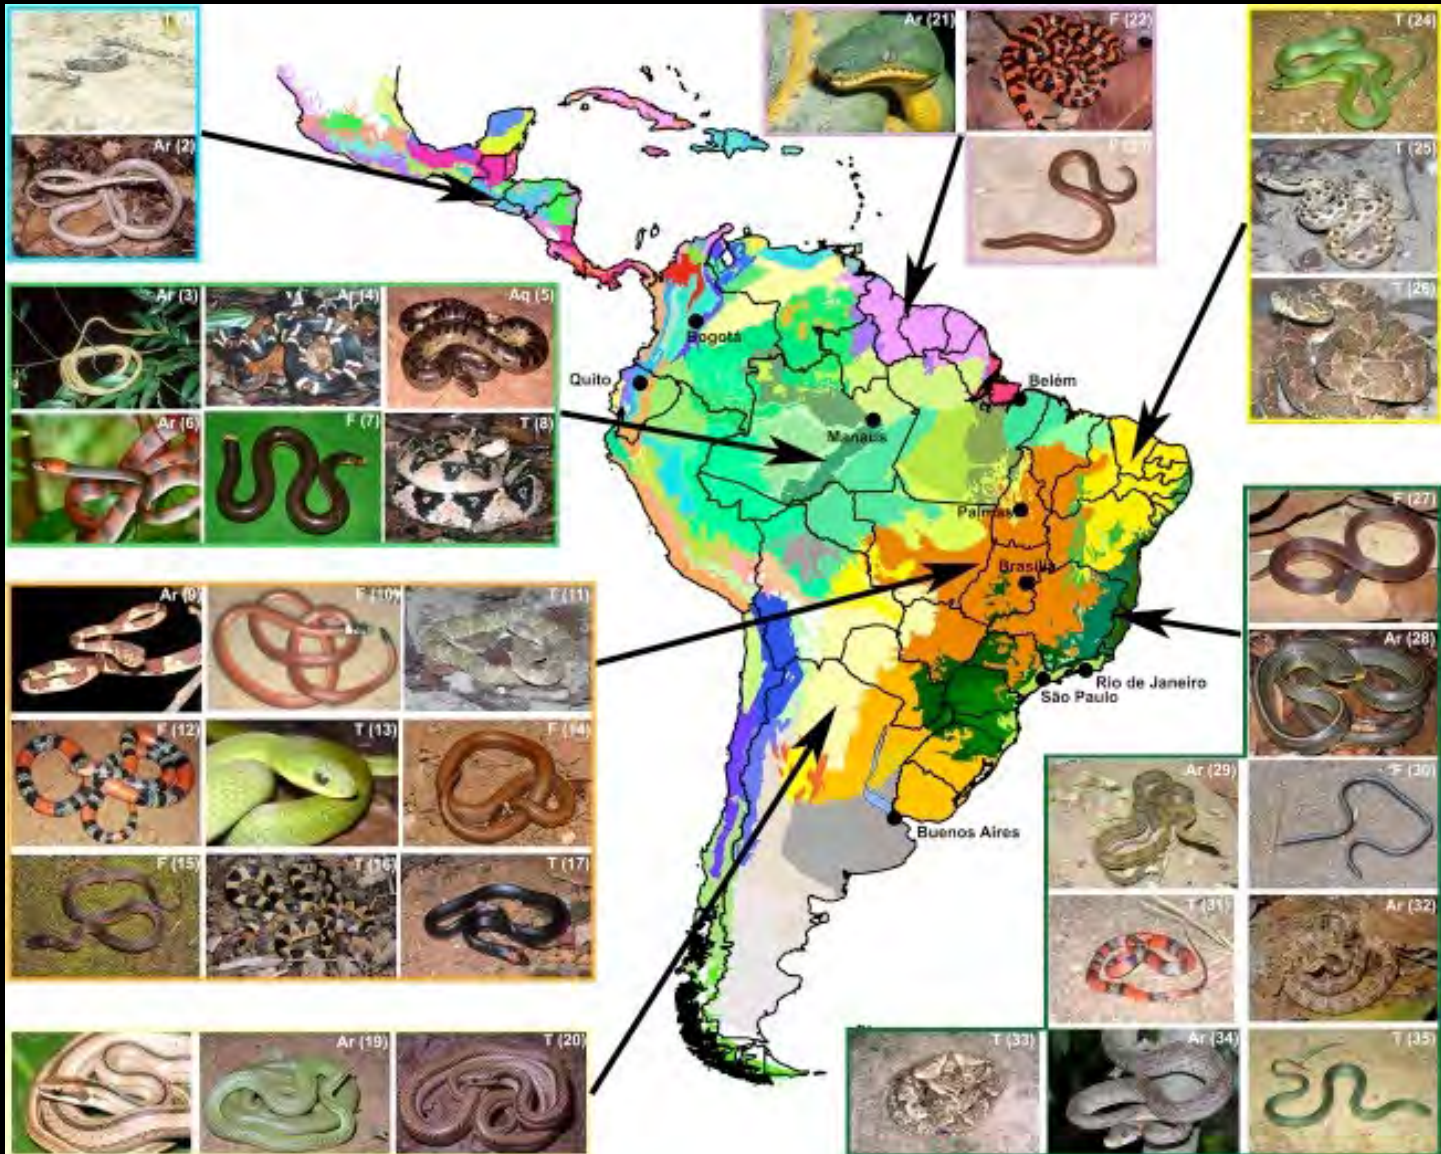 Ar (2)
Ar (3)
Ar (4)
Aq (5)
Ar (6)
F (7)
T (8)
Ar (9)
F (10)
T (11)
F (12)
T (13)
F (14)
F (15)
T (16)
T (17)
Ar (19)
T (20)
Ar (21)
F (22)
T (24)
T (25)
T (26)
F (27)
Ar (28)
Ar (29)
F (30)
T (31)
Ar (32)
T (33)
Ar (34)
T (35)
Bogotá
Quito
Belém
Manaus
Palmas
Brasília
Rio de Janeiro
São Paulo
Buenos Aires